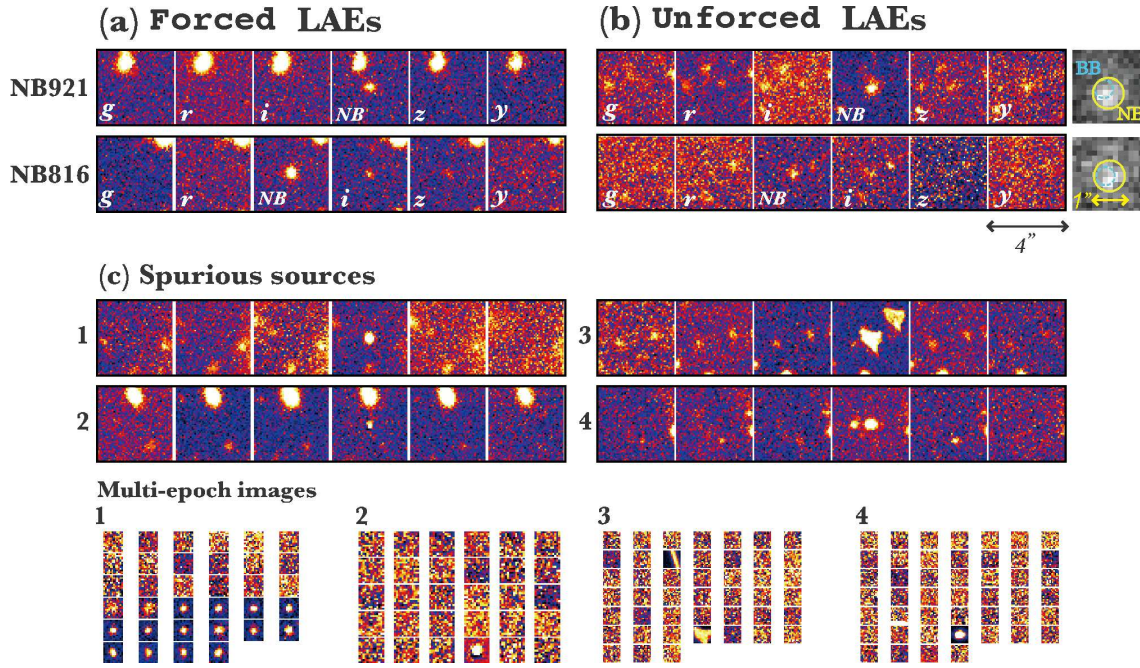 (a) Forced LAEs
(b) Unforced LAEs
NB921
g r i NB z y
g r i NB z y
BB
NB
NB816
g r NB i z y
g r NB i z y
1”
4”
(c) Spurious sources
1
3
2
4
Multi-epoch images
1
2
3
4